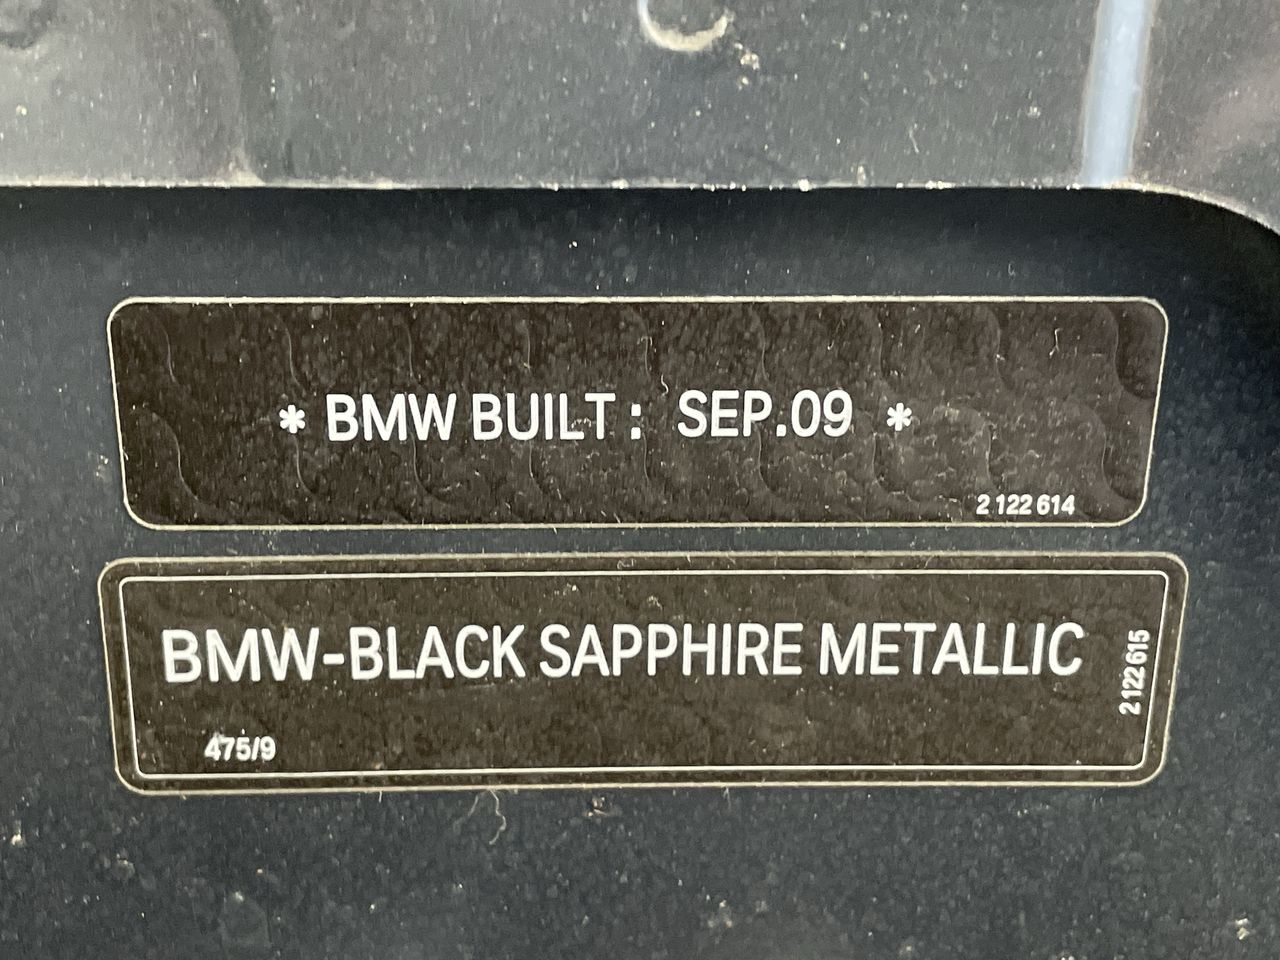 * BMW BUILT: SEP.09 *
2 122 614
BMW-BLACK SAPPHIRE METALLIC
2 122 615
475/9